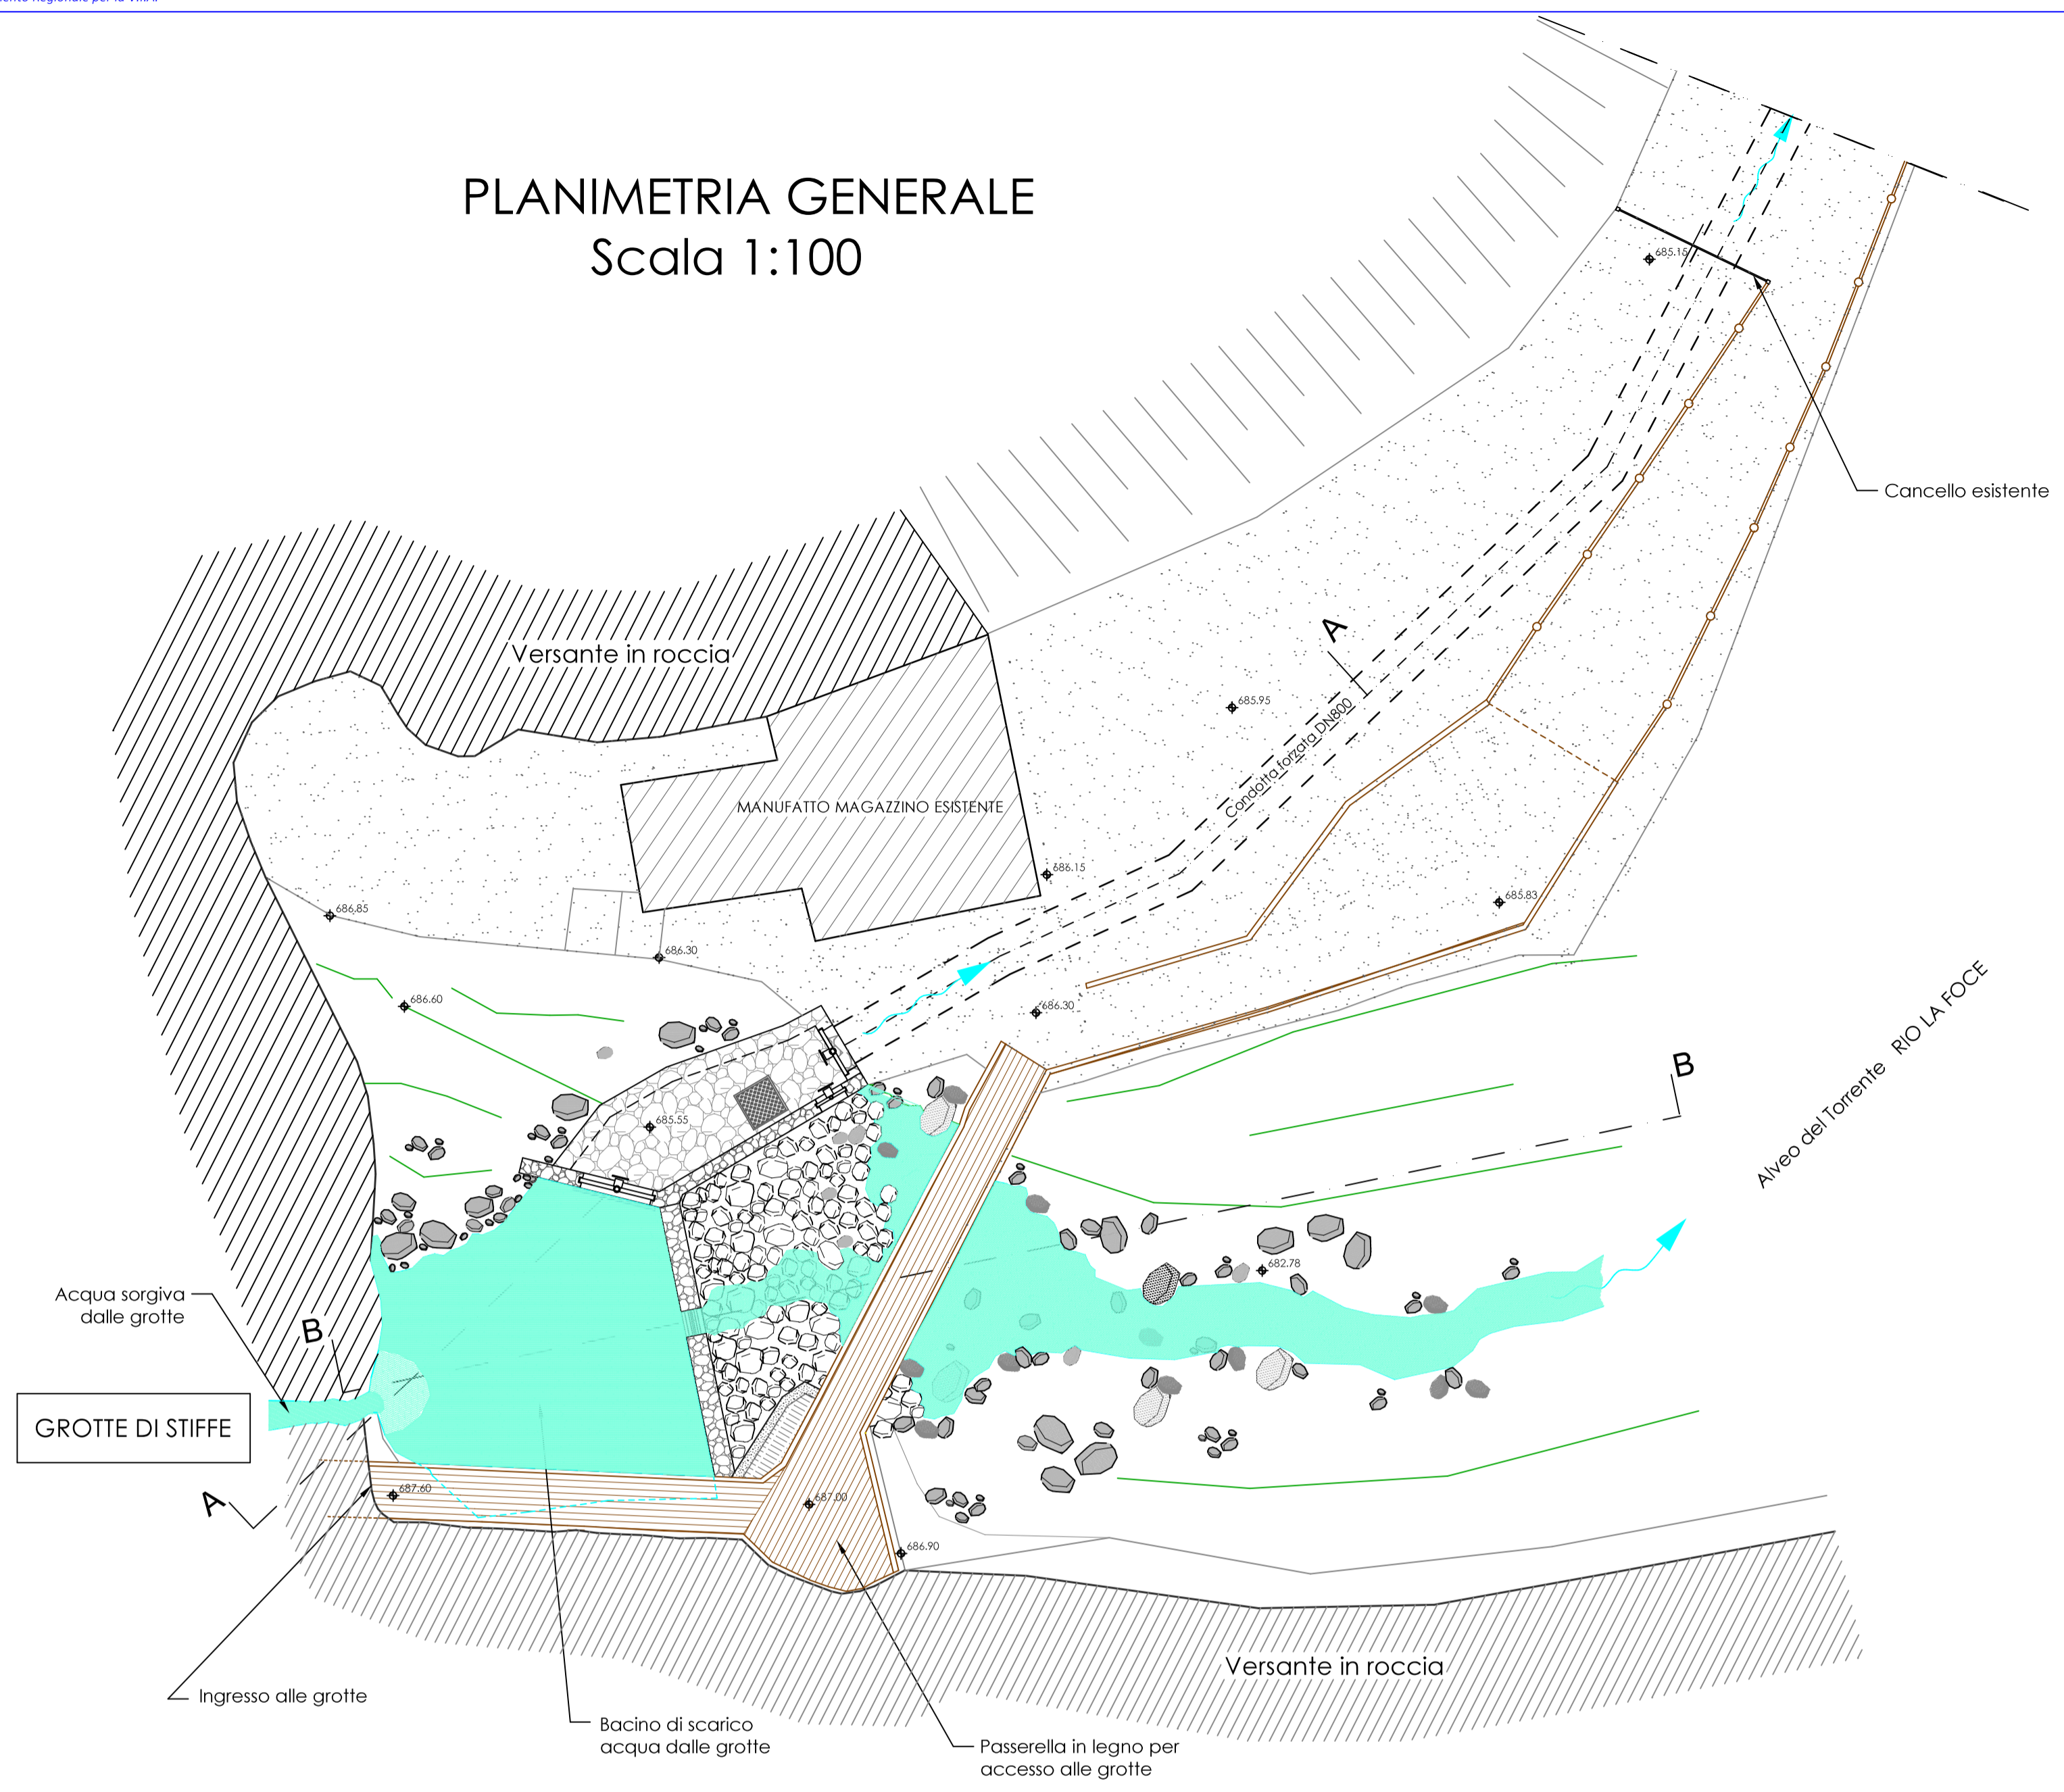 PLANIMETRIA GENERALE
Scala 1:100
685.15
Cancello esistente
Versante in roccia
A
685.95
Condotta forzata DN800
MANUFATTO MAGAZZINO ESISTENTE
686.15
686.85
685.83
686.30
686.60
686.30
B
Alveo del Torrente RIO LA FOCE
685.55
682.78
Acqua sorgiva
dalle grotte
B
GROTTE DI STIFFE
A
687.60
687.00
686.90
Versante in roccia
Ingresso alle grotte
Bacino di scarico
acqua dalle grotte
Passerella in legno per
accesso alle grotte